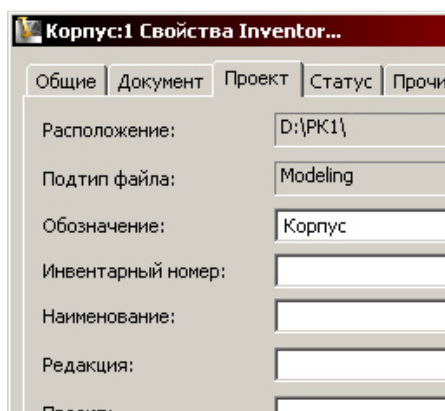 Корпус:1 Свойства Inventor...
Общие Документ Проект Статус Прочи
Расположение: D:\PK1\
Подтип файла: Modeling
Обозначение: Корпус
Инвентарный номер:
Наименование:
Редакция: